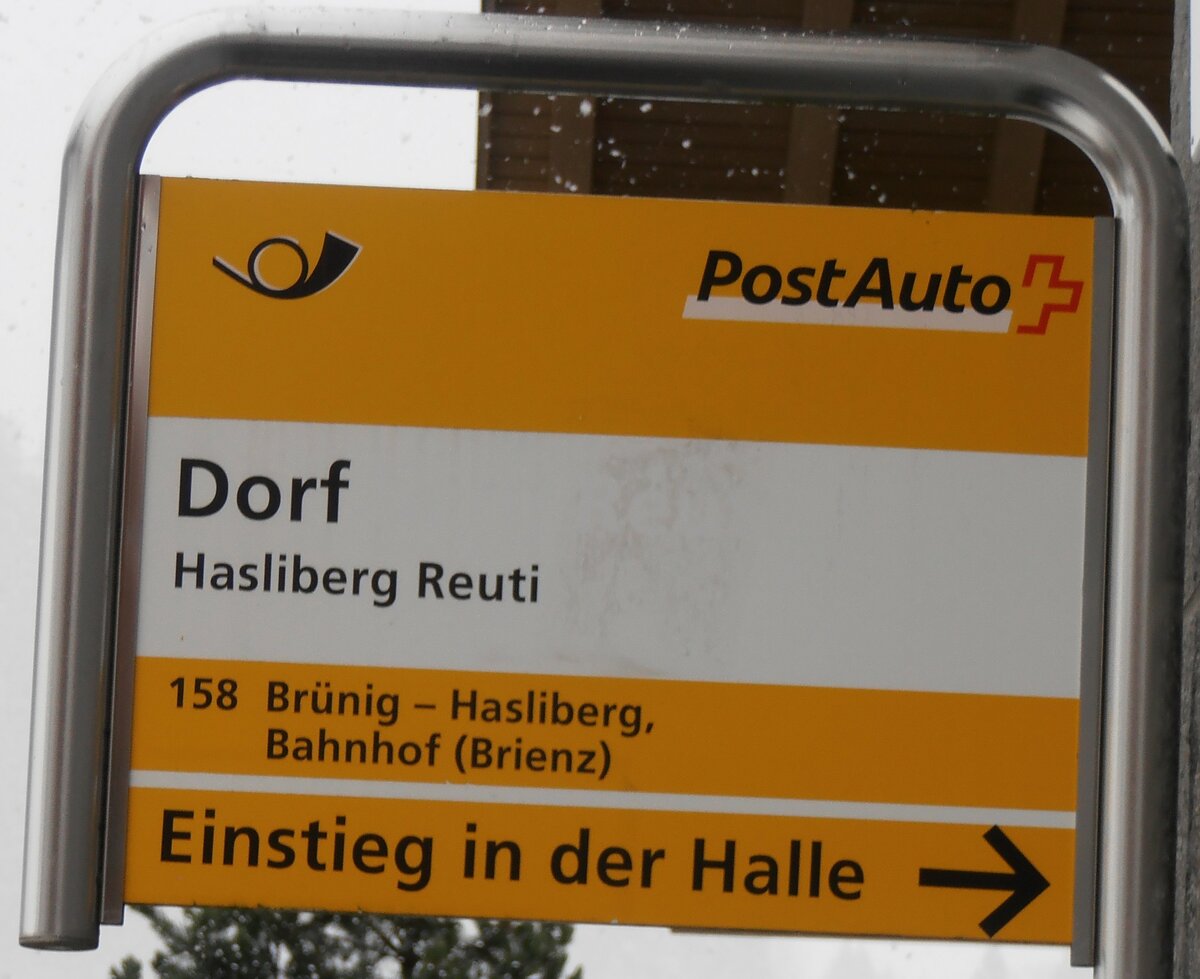 PostAuto
Dorf
Hasliberg Reuti
158 Brünig – Hasliberg,
Bahnhof (Brienz)
Einstieg in der Halle